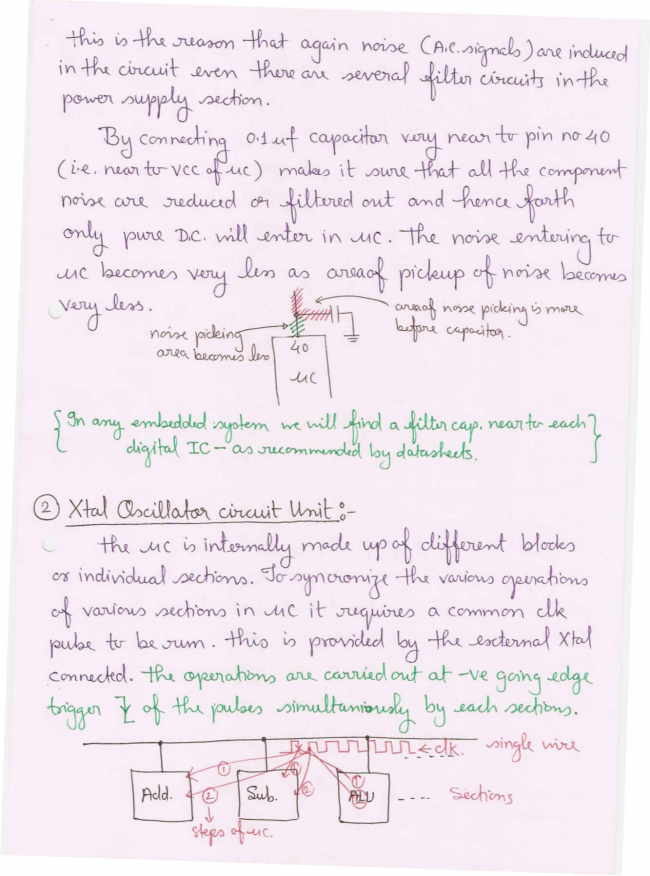 this is the reason that again noise (A.C. signals) are induced
in the circuit even there are several filter circuits in the
power supply section.
By connecting 0.1 uf capacitor very near to pin no 40
(i.e. near to VCC of uc) makes it sure that all the component
noise are reduced or filtered out and hence farth
only pure D.C. will enter in uc. The noise entering to
uc becomes very less as area of pickup of noise becomes
very less.
area of noise picking is more
before capacitor.
noise picking
area becomes less
40
uc
{ In any embedded system we will find a filter cap. near to each
digital IC - as recommended by datasheets. }
② Xtal Oscillator circuit Unit :-
The uc is internally made up of different blocks
or individual sections. To syncronize the various operations
of various sections in uc it requires a common clk
pulse to be run. This is provided by the external Xtal
connected. The operations are carried out at -ve going edge
trigger of the pulses simultaniously by each sections.
← clk. single wire
① ① ①
Add. ② Sub. ② ALU ---- Sections
steps of uc.